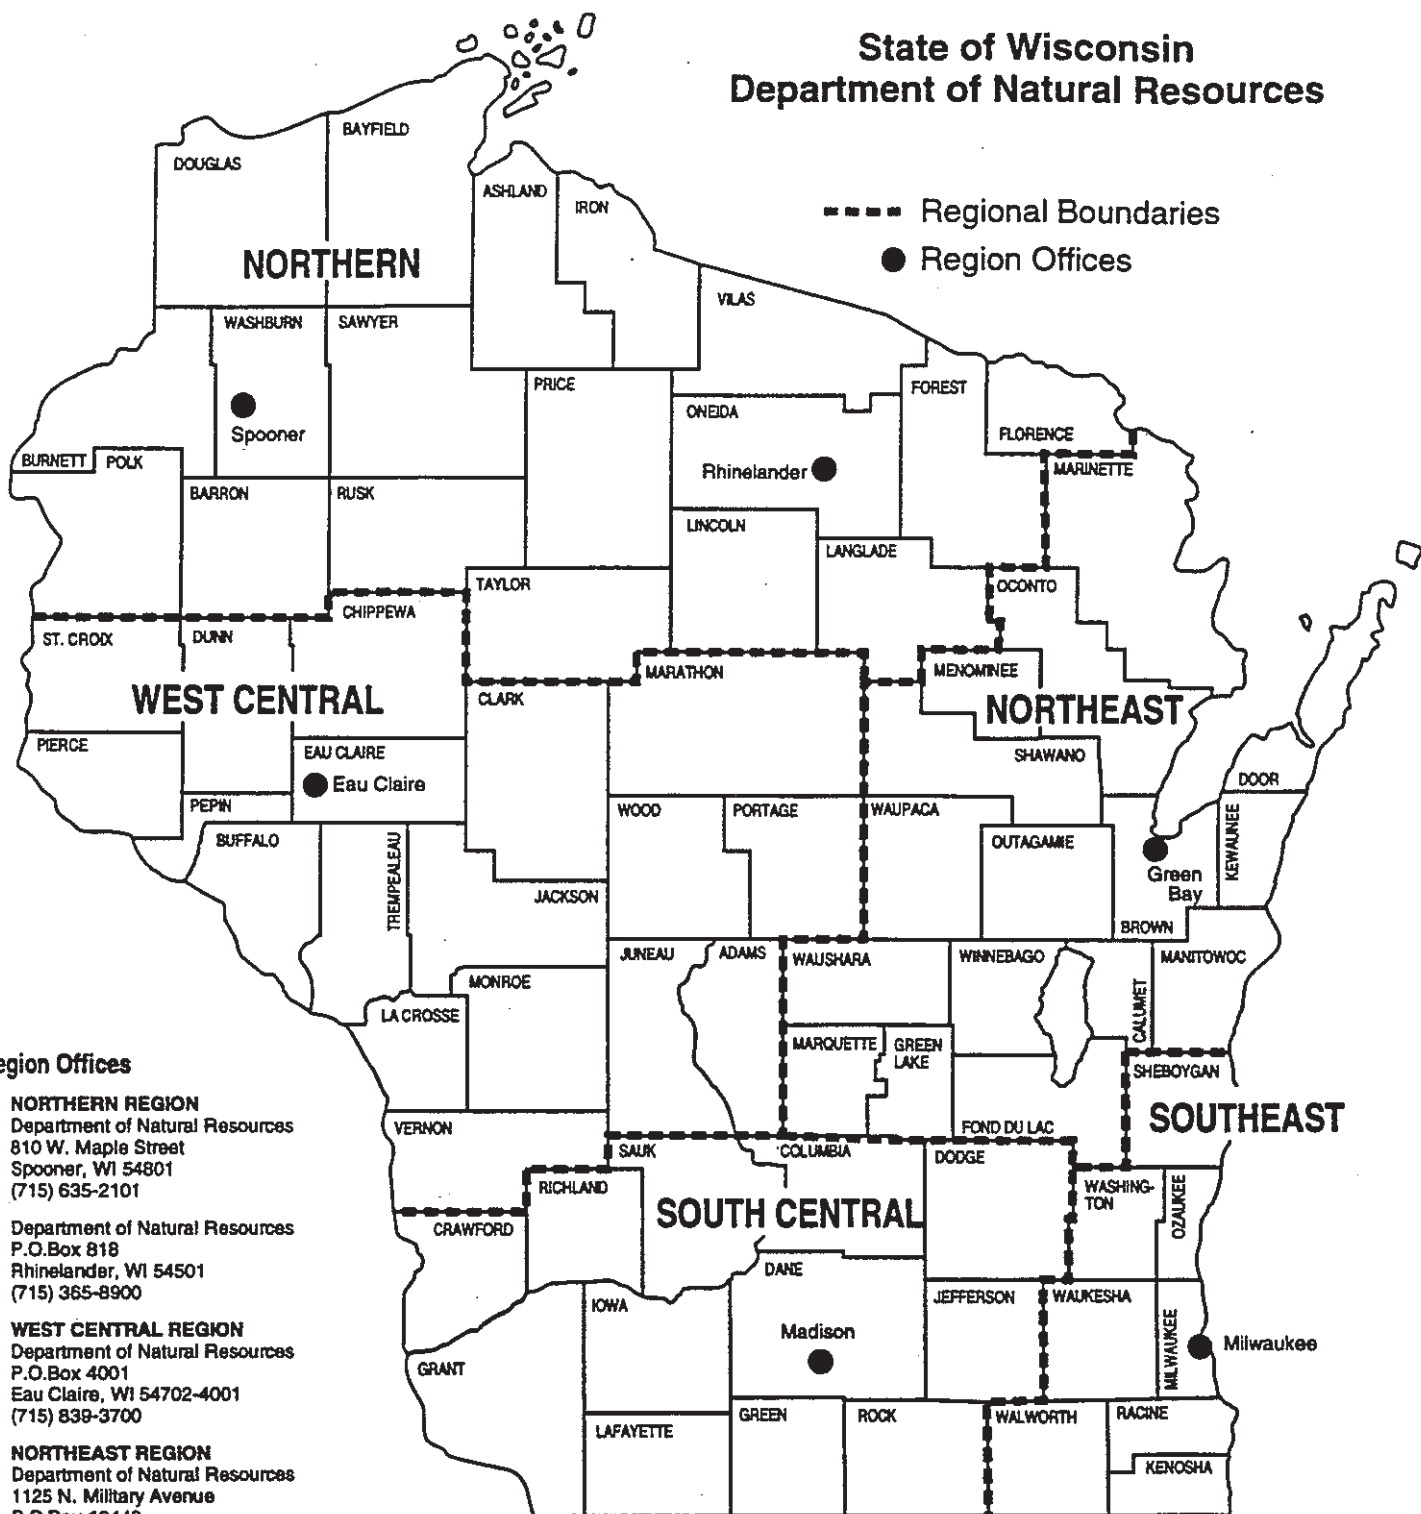 State of Wisconsin
Department of Natural Resources
Regional Boundaries
Region Offices
BAYFIELD
DOUGLAS
ASHLAND
IRON
NORTHERN
VILAS
WASHBURN
SAWYER
PRICE
FOREST
ONEIDA
Spooner
FLORENCE
BURNETT
POLK
Rhinelander
MARINETTE
BARRON
RUSK
LINCOLN
LANGLADE
TAYLOR
OCONTO
CHIPPEWA
ST. CROIX
DUNN
MARATHON
MENOMINEE
WEST CENTRAL
CLARK
NORTHEAST
PIERCE
EAU CLAIRE
Eau Claire
SHAWANO
DOOR
PEPIN
WOOD
PORTAGE
WAUPACA
BUFFALO
TREMPEALEAU
OUTAGAMIE
KEWAUNEE
Green
Bay
JACKSON
BROWN
JUNEAU
ADAMS
WAUSHARA
WINNEBAGO
MANITOWOC
MONROE
LA CROSSE
CALUMET
MARQUETTE
GREEN
LAKE
SHEBOYGAN
SOUTHEAST
VERNON
FOND DU LAC
SAUK
COLUMBIA
DODGE
RICHLAND
WASHING-
TON
OZAUKEE
SOUTH CENTRAL
CRAWFORD
DANE
IOWA
JEFFERSON
WAUKESHA
Madison
MILWAUKEE
Milwaukee
GRANT
GREEN
ROCK
WALWORTH
RACINE
LAFAYETTE
KENOSHA
egion Offices
NORTHERN REGION
Department of Natural Resources
810 W. Maple Street
Spooner, WI 54801
(715) 635-2101
Department of Natural Resources
P.O.Box 818
Rhinelander, WI 54501
(715) 365-8900
WEST CENTRAL REGION
Department of Natural Resources
P.O.Box 4001
Eau Claire, WI 54702-4001
(715) 839-3700
NORTHEAST REGION
Department of Natural Resources
1125 N. Military Avenue